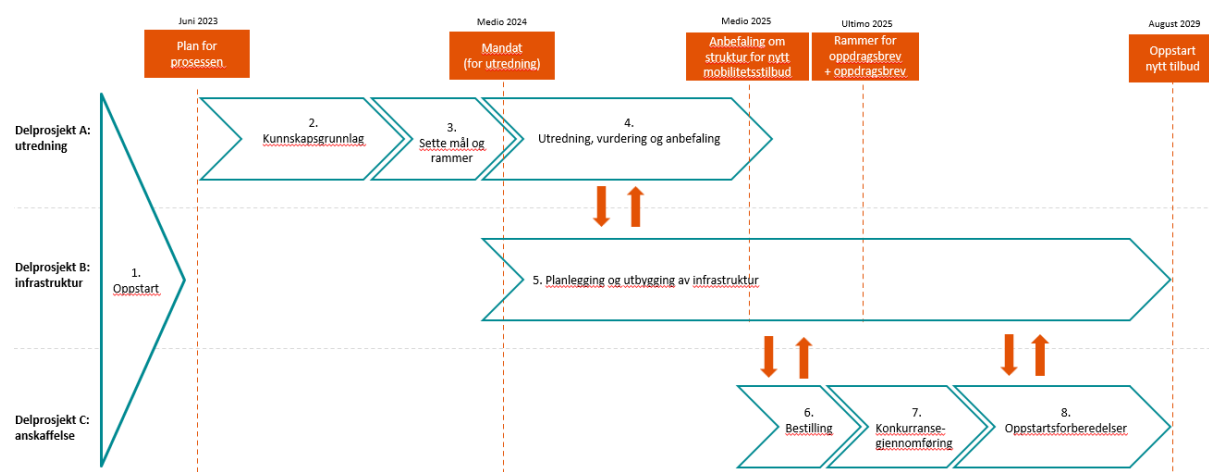 Juni 2023
Medio 2024
Medio 2025
Ultimo 2025
August 2029
Plan for
prosessen
Mandat
(for utredning)
Anbefaling om
struktur for nytt
mobilitetsstilbud
Rammer for
oppdragsbrev
+ oppdragsbrev
Oppstart
nytt tilbud
Delprosjekt A:
utredning
2.
Kunnskapsgrunnlag
3.
Sette mål og
rammer
4.
Utredning, vurdering og anbefaling
Delprosjekt B:
infrastruktur
1.
Oppstart
5. Planlegging og utbygging av infrastruktur
Delprosjekt C:
anskaffelse
6.
Bestilling
7.
Konkurranse-
gjennomføring
8.
Oppstartsforberedelser